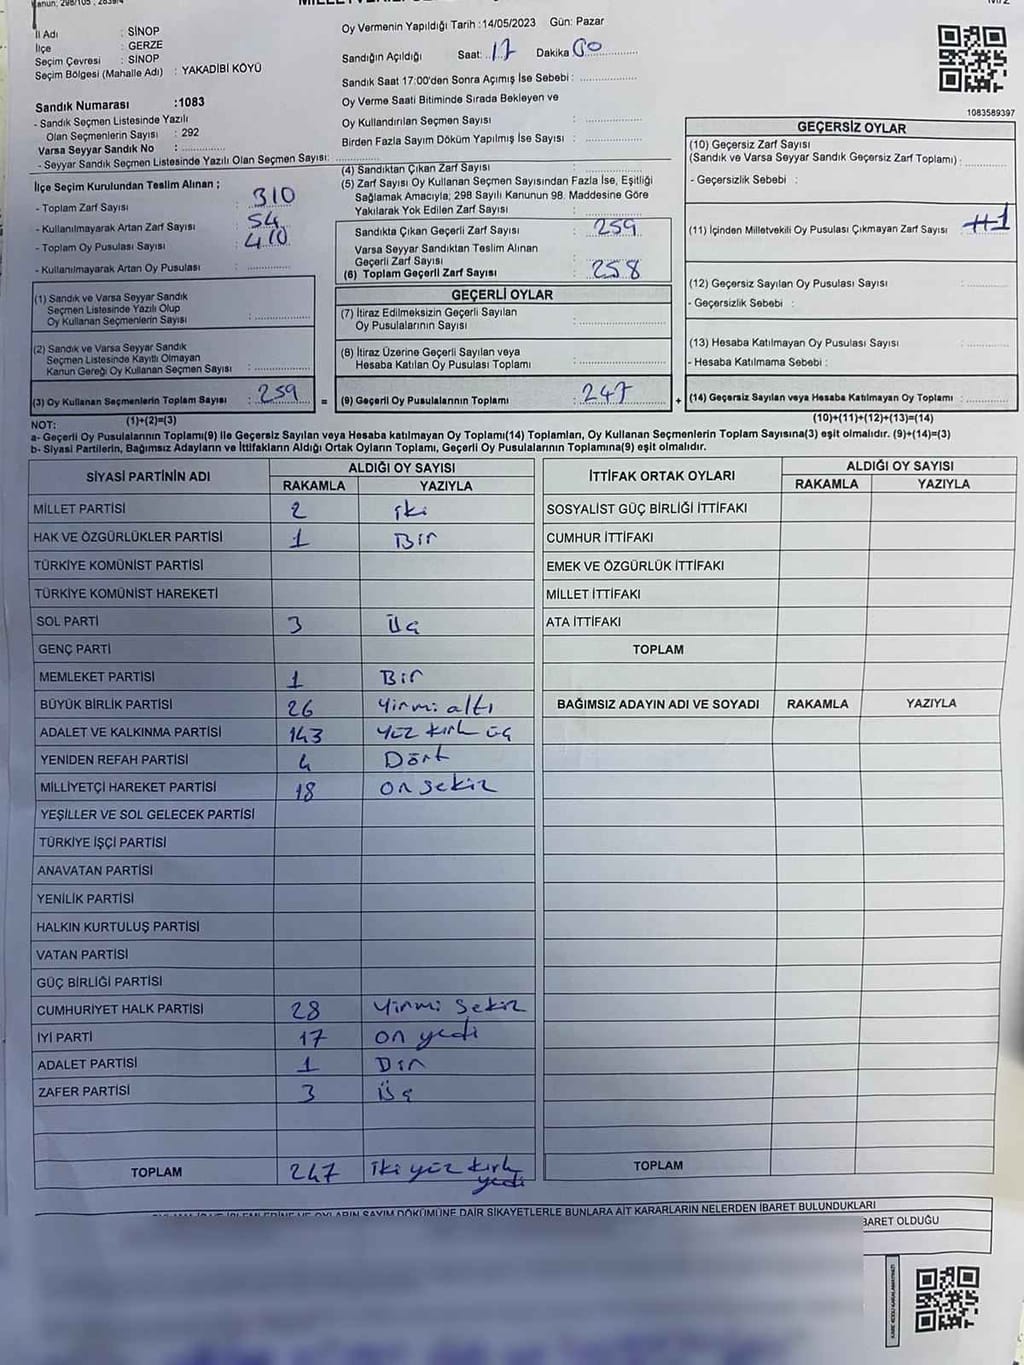 İl Adı : SİNOP
İlçe : GERZE
Seçim Çevresi : SİNOP
Seçim Bölgesi (Mahalle Adı) : YAKADİBİ KÖYÜ
Sandık Numarası :1083
- Sandık Seçmen Listesinde Yazılı
Olan Seçmenlerin Sayısı : 292
Varsa Seyyar Sandık No :
- Seyyar Sandık Seçmen Listesinde Yazılı Olan Seçmen Sayısı:
İlçe Seçim Kurulundan Teslim Alınan ;
- Toplam Zarf Sayısı : 310
- Kullanılmayarak Artan Zarf Sayısı : 54
- Toplam Oy Pusulası Sayısı : 410
- Kullanılmayarak Artan Oy Pusulası :
(1) Sandık ve Varsa Seyyar Sandık
Seçmen Listesinde Yazılı Olup
Oy Kullanan Seçmenlerin Sayısı :
(2) Sandık ve Varsa Seyyar Sandık
Seçmen Listesinde Kayıtlı Olmayan
Kanun Gereği Oy Kullanan Seçmen Sayısı :
(3) Oy Kullanan Seçmenlerin Toplam Sayısı : 259 =
Oy Vermenin Yapıldığı Tarih :14/05/2023 Gün: Pazar
Sandığın Açıldığı Saat: 17 Dakika 00
Sandık Saat 17:00'den Sonra Açımış İse Sebebi :
Oy Verme Saati Bitiminde Sırada Bekleyen ve
Oy Kullandırılan Seçmen Sayısı :
Birden Fazla Sayım Döküm Yapılmış İse Sayısı :
(4) Sandıktan Çıkan Zarf Sayısı :
(5) Zarf Sayısı Oy Kullanan Seçmen Sayısından Fazla İse, Eşitliği
Sağlamak Amacıyla; 298 Sayılı Kanunun 98. Maddesine Göre
Yakılarak Yok Edilen Zarf Sayısı :
Sandıkta Çıkan Geçerli Zarf Sayısı : 259
Varsa Seyyar Sandıktan Teslim Alınan
Geçerli Zarf Sayısı :
(6) Toplam Geçerli Zarf Sayısı : 258
GEÇERLİ OYLAR
(7) İtiraz Edilmeksizin Geçerli Sayılan
Oy Pusulalarının Sayısı :
(8) İtiraz Üzerine Geçerli Sayılan veya
Hesaba Katılan Oy Pusulası Toplamı :
(9) Geçerli Oy Pusulalarının Toplamı : 247 +
1083589397
GEÇERSİZ OYLAR
(10) Geçersiz Zarf Sayısı
(Sandık ve Varsa Seyyar Sandık Geçersiz Zarf Toplamı) :
- Geçersizlik Sebebi :
(11) İçinden Milletvekili Oy Pusulası Çıkmayan Zarf Sayısı
(12) Geçersiz Sayılan Oy Pusulası Sayısı :
- Geçersizlik Sebebi :
(13) Hesaba Katılmayan Oy Pusulası Sayısı :
- Hesaba Katılmama Sebebi :
(14) Geçersiz Sayılan veya Hesaba Katılmayan Oy Toplamı :
NOT: (1)+(2)=(3) (10)+(11)+(12)+(13)=(14)
a- Geçerli Oy Pusulalarının Toplamı(9) ile Geçersiz Sayılan veya Hesaba katılmayan Oy Toplamı(14) Toplamları, Oy Kullanan Seçmenlerin Toplam Sayısına(3) eşit olmalıdır. (9)+(14)=(3)
b- Siyasi Partilerin, Bağımsız Adayların ve İttifakların Aldığı Ortak Oyların Toplamı, Geçerli Oy Pusulalarının Toplamına(9) eşit olmalıdır.
SİYASİ PARTİNİN ADI ALDIĞI OY SAYISI
RAKAMLA YAZIYLA
MİLLET PARTİSİ 2 iki
HAK VE ÖZGÜRLÜKLER PARTİSİ 1 Bir
TÜRKİYE KOMÜNİST PARTİSİ
TÜRKİYE KOMÜNİST HAREKETİ
SOL PARTİ 3 Üç
GENÇ PARTİ
MEMLEKET PARTİSİ 1 Bir
BÜYÜK BİRLİK PARTİSİ 26 Yirmi altı
ADALET VE KALKINMA PARTİSİ 143 Yüz kırk üç
YENİDEN REFAH PARTİSİ 4 Dört
MİLLİYETÇİ HAREKET PARTİSİ 18 On sekiz
YEŞİLLER VE SOL GELECEK PARTİSİ
TÜRKİYE İŞÇİ PARTİSİ
ANAVATAN PARTİSİ
YENİLİK PARTİSİ
HALKIN KURTULUŞ PARTİSİ
VATAN PARTİSİ
GÜÇ BİRLİĞİ PARTİSİ
CUMHURİYET HALK PARTİSİ 28 Yirmi sekiz
İYİ PARTİ 17 on yedi
ADALET PARTİSİ 1 Bir
ZAFER PARTİSİ 3 Üç
TOPLAM 247 iki yüz kırk yedi
İTTİFAK ORTAK OYLARI ALDIĞI OY SAYISI
RAKAMLA YAZIYLA
SOSYALİST GÜÇ BİRLİĞİ İTTİFAKI
CUMHUR İTTİFAKI
EMEK VE ÖZGÜRLÜK İTTİFAKI
MİLLET İTTİFAKI
ATA İTTİFAKI
TOPLAM
BAĞIMSIZ ADAYIN ADI VE SOYADI RAKAMLA YAZIYLA
TOPLAM
OYLARIN SAYIM DÖKÜMÜNE DAİR ŞİKAYETLERLE BUNLARA AİT KARARLARIN NELERDEN İBARET BULUNDUKLARI
BARET OLDUĞU